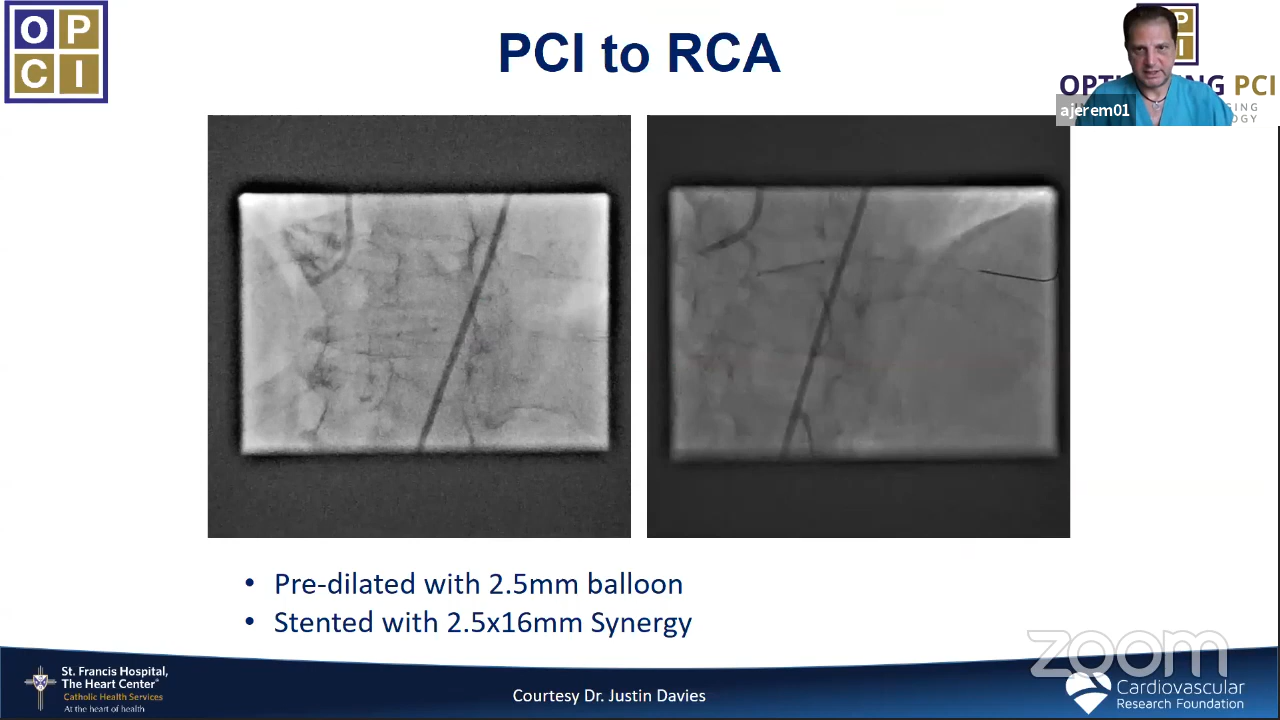 O P
C I
PCI to RCA
PCI
ajerem01
• Pre-dilated with 2.5mm balloon
• Stented with 2.5x16mm Synergy
zoom
St. Francis Hospital,
The Heart Center
Catholic Health Services
At the heart of health
Courtesy Dr. Justin Davies
Cardiovascular
Research Foundation